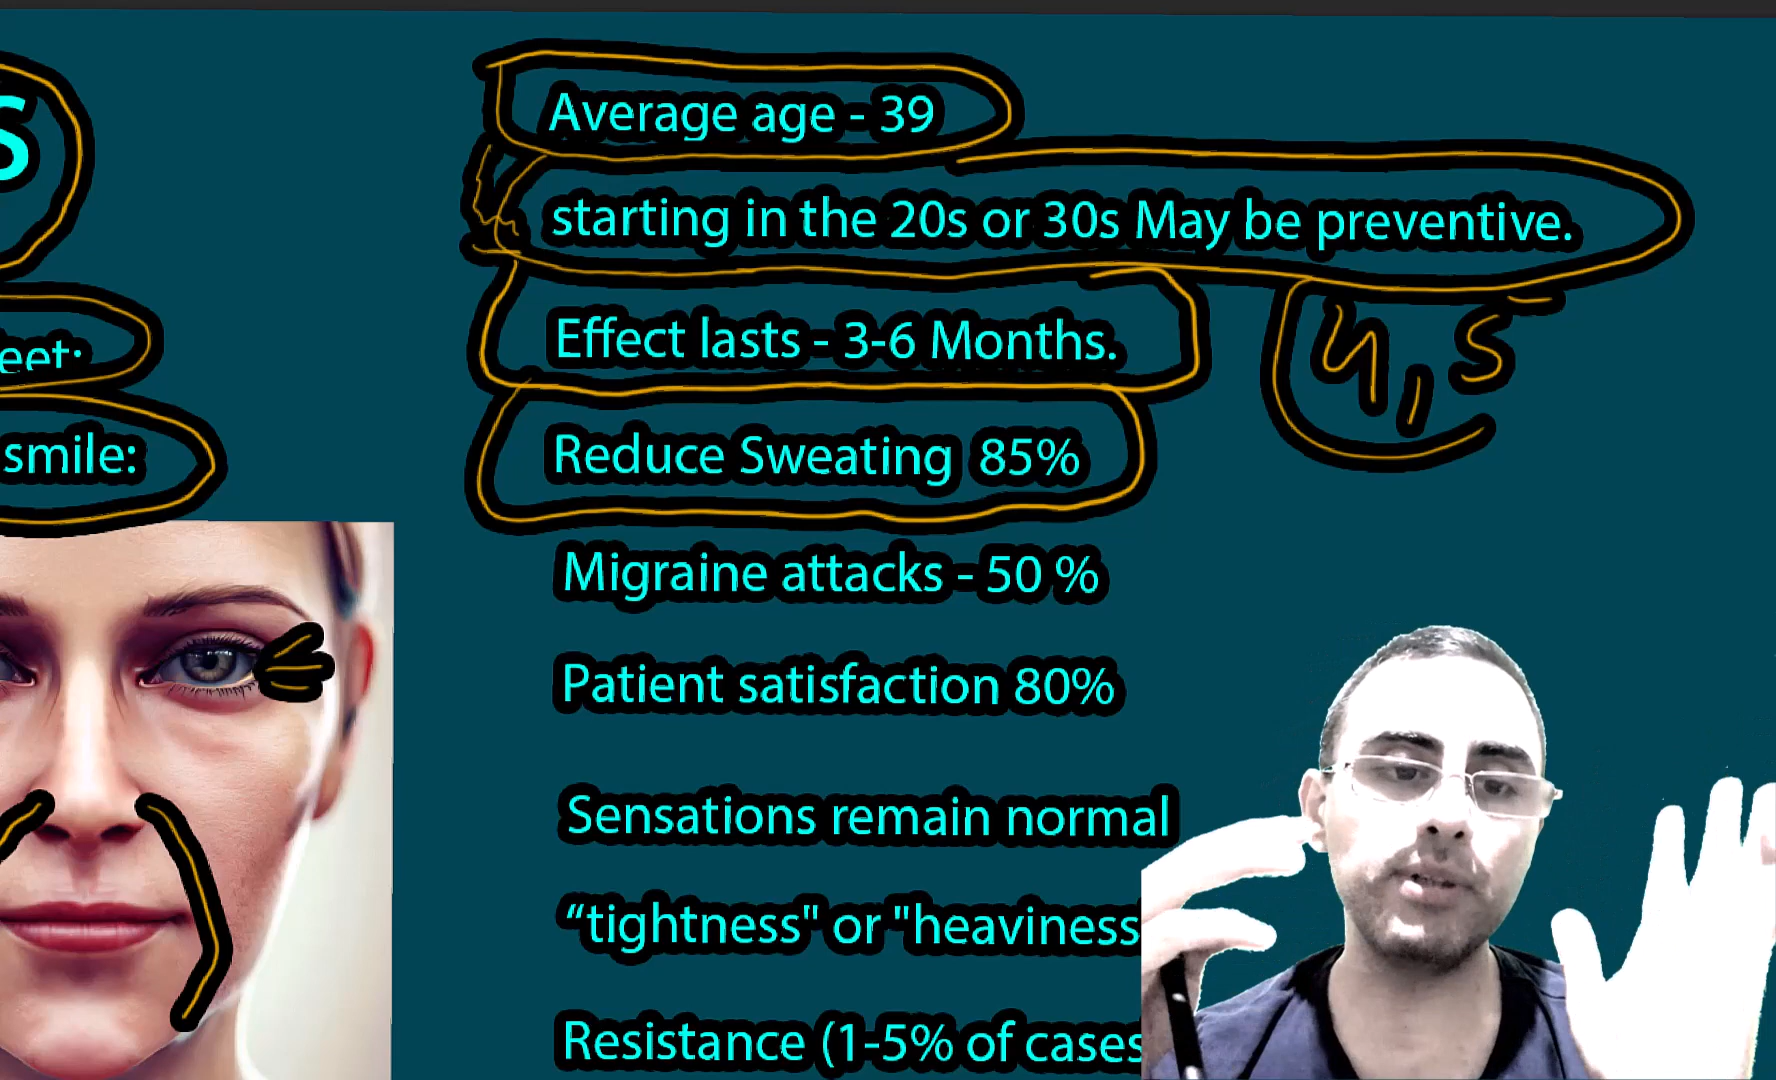 S
eet:
smile:
Average age - 39
starting in the 20s or 30s May be preventive.
Effect lasts - 3-6 Months.
4,5
Reduce Sweating 85%
Migraine attacks - 50 %
Patient satisfaction 80%
Sensations remain normal
“tightness" or "heaviness
Resistance (1-5% of cases